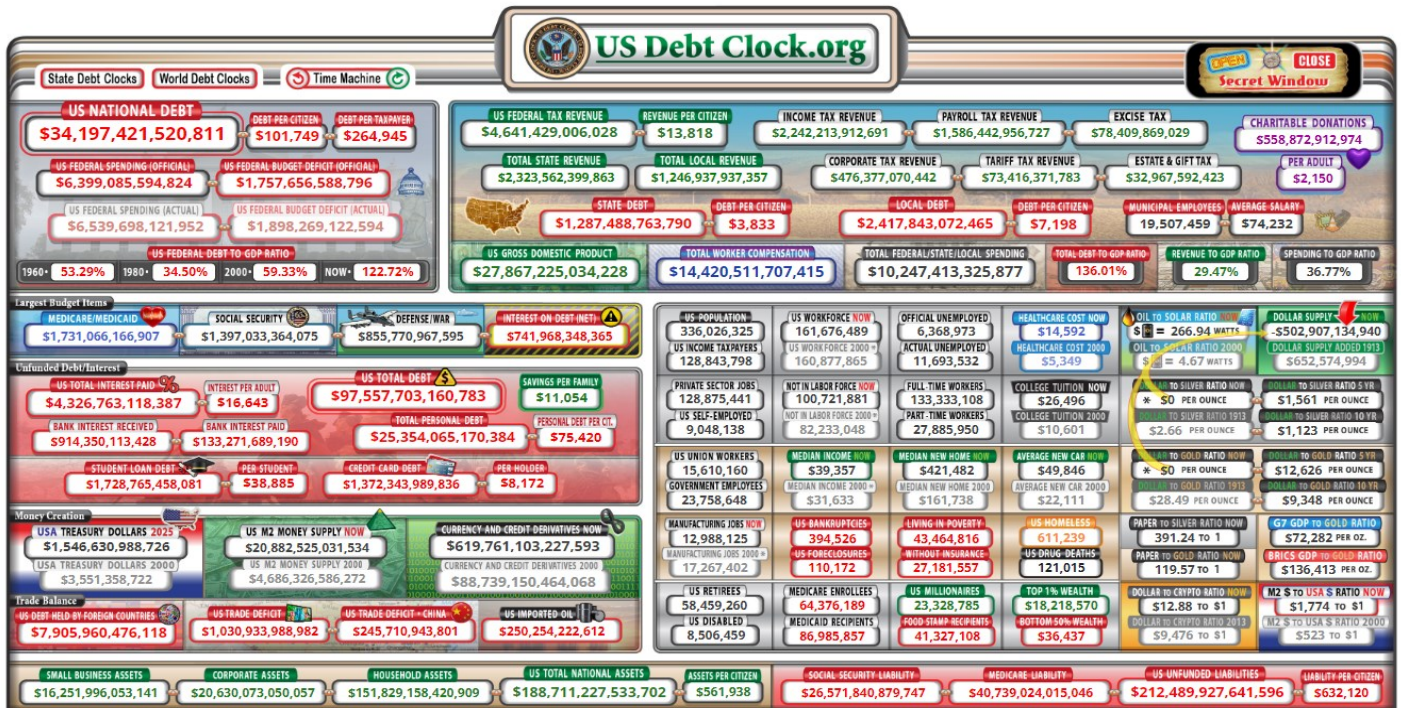 US Debt Clock.org
State Debt Clocks
World Debt Clocks
Time Machine
OPEN
CLOSE
Secret Window
US NATIONAL DEBT
$34,197,421,520,811
DEBT PER CITIZEN
$101,749
DEBT PER TAXPAYER
$264,945
US FEDERAL SPENDING (OFFICIAL)
$6,399,085,594,824
US FEDERAL BUDGET DEFICIT (OFFICIAL)
$1,757,656,588,796
US FEDERAL SPENDING (ACTUAL)
$6,539,698,121,952
US FEDERAL BUDGET DEFICIT (ACTUAL)
$1,898,269,122,594
US FEDERAL DEBT TO GDP RATIO
1960• 53.29% 1980• 34.50% 2000• 59.33% NOW• 122.72%
US FEDERAL TAX REVENUE
$4,641,429,006,028
REVENUE PER CITIZEN
$13,818
INCOME TAX REVENUE
$2,242,213,912,691
PAYROLL TAX REVENUE
$1,586,442,956,727
EXCISE TAX
$78,409,869,029
CHARITABLE DONATIONS
$558,872,912,974
TOTAL STATE REVENUE
$2,323,562,399,863
TOTAL LOCAL REVENUE
$1,246,937,937,357
CORPORATE TAX REVENUE
$476,377,070,442
TARIFF TAX REVENUE
$73,416,371,783
ESTATE & GIFT TAX
$32,967,592,423
PER ADULT
$2,150
STATE DEBT
$1,287,488,763,790
DEBT PER CITIZEN
$3,833
LOCAL DEBT
$2,417,843,072,465
DEBT PER CITIZEN
$7,198
MUNICIPAL EMPLOYEES
19,507,459
AVERAGE SALARY
$74,232
US GROSS DOMESTIC PRODUCT
$27,867,225,034,228
TOTAL WORKER COMPENSATION
$14,420,511,707,415
TOTAL FEDERAL/STATE/LOCAL SPENDING
$10,247,413,325,877
TOTAL DEBT TO GDP RATIO
136.01%
REVENUE TO GDP RATIO
29.47%
SPENDING TO GDP RATIO
36.77%
Largest Budget Items
MEDICARE/MEDICAID
$1,731,066,166,907
SOCIAL SECURITY
$1,397,033,364,075
DEFENSE/WAR
$855,770,967,595
INTEREST ON DEBT (NET)
$741,968,348,365
Unfunded Debt/Interest
US TOTAL INTEREST PAID
$4,326,763,118,387
INTEREST PER ADULT
$16,643
US TOTAL DEBT
$97,557,703,160,783
SAVINGS PER FAMILY
$11,054
BANK INTEREST RECEIVED
$914,350,113,428
BANK INTEREST PAID
$133,271,689,190
TOTAL PERSONAL DEBT
$25,354,065,170,384
PERSONAL DEBT PER CIT.
$75,420
STUDENT LOAN DEBT
$1,728,765,458,081
PER STUDENT
$38,885
CREDIT CARD DEBT
$1,372,343,989,836
PER HOLDER
$8,172
Money Creation
USA TREASURY DOLLARS 2025
$1,546,630,988,726
USA TREASURY DOLLARS 2000
$3,551,358,722
US M2 MONEY SUPPLY NOW
$20,882,525,031,534
US M2 MONEY SUPPLY 2000
$4,686,326,586,272
CURRENCY AND CREDIT DERIVATIVES NOW
$619,761,103,227,593
CURRENCY AND CREDIT DERIVATIVES 2000
$88,739,150,464,068
Trade Balance
US DEBT HELD BY FOREIGN COUNTRIES
$7,905,960,476,118
US TRADE DEFICIT
$1,030,933,988,982
US TRADE DEFICIT • CHINA
$245,710,943,801
US IMPORTED OIL
$250,254,222,612
US POPULATION
336,026,325
US INCOME TAXPAYERS
128,843,798
US WORKFORCE NOW
161,676,489
US WORKFORCE 2000
160,877,865
OFFICIAL UNEMPLOYED
6,368,973
ACTUAL UNEMPLOYED
11,693,532
HEALTHCARE COST NOW
$14,592
HEALTHCARE COST 2000
$5,349
OIL TO SOLAR RATIO NOW
$ = 266.94 WATTS
OIL TO SOLAR RATIO 2000
$ = 4.67 WATTS
DOLLAR SUPPLY NOW
-$502,907,134,940
DOLLAR SUPPLY ADDED 1913
$652,574,994
PRIVATE SECTOR JOBS
128,875,441
US SELF-EMPLOYED
9,048,138
NOT IN LABOR FORCE NOW
100,721,881
NOT IN LABOR FORCE 2000
82,233,048
FULL-TIME WORKERS
133,333,108
PART-TIME WORKERS
27,885,950
COLLEGE TUITION NOW
$26,496
COLLEGE TUITION 2000
$10,601
DOLLAR TO SILVER RATIO NOW
* $0 PER OUNCE
DOLLAR TO SILVER RATIO 1913
$2.66 PER OUNCE
DOLLAR TO SILVER RATIO 5 YR
$1,561 PER OUNCE
DOLLAR TO SILVER RATIO 10 YR
$1,123 PER OUNCE
US UNION WORKERS
15,610,160
GOVERNMENT EMPLOYEES
23,758,648
MEDIAN INCOME NOW
$39,357
MEDIAN INCOME 2000
$31,633
MEDIAN NEW HOME NOW
$421,482
MEDIAN NEW HOME 2000
$161,738
AVERAGE NEW CAR NOW
$49,846
AVERAGE NEW CAR 2000
$22,111
DOLLAR TO GOLD RATIO NOW
* $0 PER OUNCE
DOLLAR TO GOLD RATIO 1913
$28.49 PER OUNCE
DOLLAR TO GOLD RATIO 5 YR
$12,626 PER OUNCE
DOLLAR TO GOLD RATIO 10 YR
$9,348 PER OUNCE
MANUFACTURING JOBS NOW
12,988,125
MANUFACTURING JOBS 2000
17,267,402
US BANKRUPTCIES
394,526
US FORECLOSURES
110,172
LIVING IN POVERTY
43,464,816
WITHOUT INSURANCE
27,181,557
US HOMELESS
611,239
US DRUG DEATHS
121,015
PAPER TO SILVER RATIO NOW
391.24 TO 1
PAPER TO GOLD RATIO NOW
119.57 TO 1
G7 GDP TO GOLD RATIO
$72,282 PER OZ.
BRICS GDP TO GOLD RATIO
$136,413 PER OZ.
US RETIREES
58,459,260
US DISABLED
8,506,459
MEDICARE ENROLLEES
64,376,189
MEDICAID RECIPIENTS
86,985,857
US MILLIONAIRES
23,328,785
FOOD STAMP RECIPIENTS
41,327,108
TOP 1% WEALTH
$18,218,570
BOTTOM 50% WEALTH
$36,437
DOLLAR TO CRYPTO RATIO NOW
$12.88 TO $1
DOLLAR TO CRYPTO RATIO 2013
$9,476 TO $1
M2 $ TO USA $ RATIO NOW
$1,774 TO $1
M2 $ TO USA $ RATIO 2000
$523 TO $1
SMALL BUSINESS ASSETS
$16,251,996,053,141
CORPORATE ASSETS
$20,630,073,050,057
HOUSEHOLD ASSETS
$151,829,158,420,909
US TOTAL NATIONAL ASSETS
$188,711,227,533,702
ASSETS PER CITIZEN
$561,938
SOCIAL SECURITY LIABILITY
$26,571,840,879,747
MEDICARE LIABILITY
$40,739,024,015,046
US UNFUNDED LIABILITIES
$212,489,927,641,596
LIABILITY PER CITIZEN
$632,120